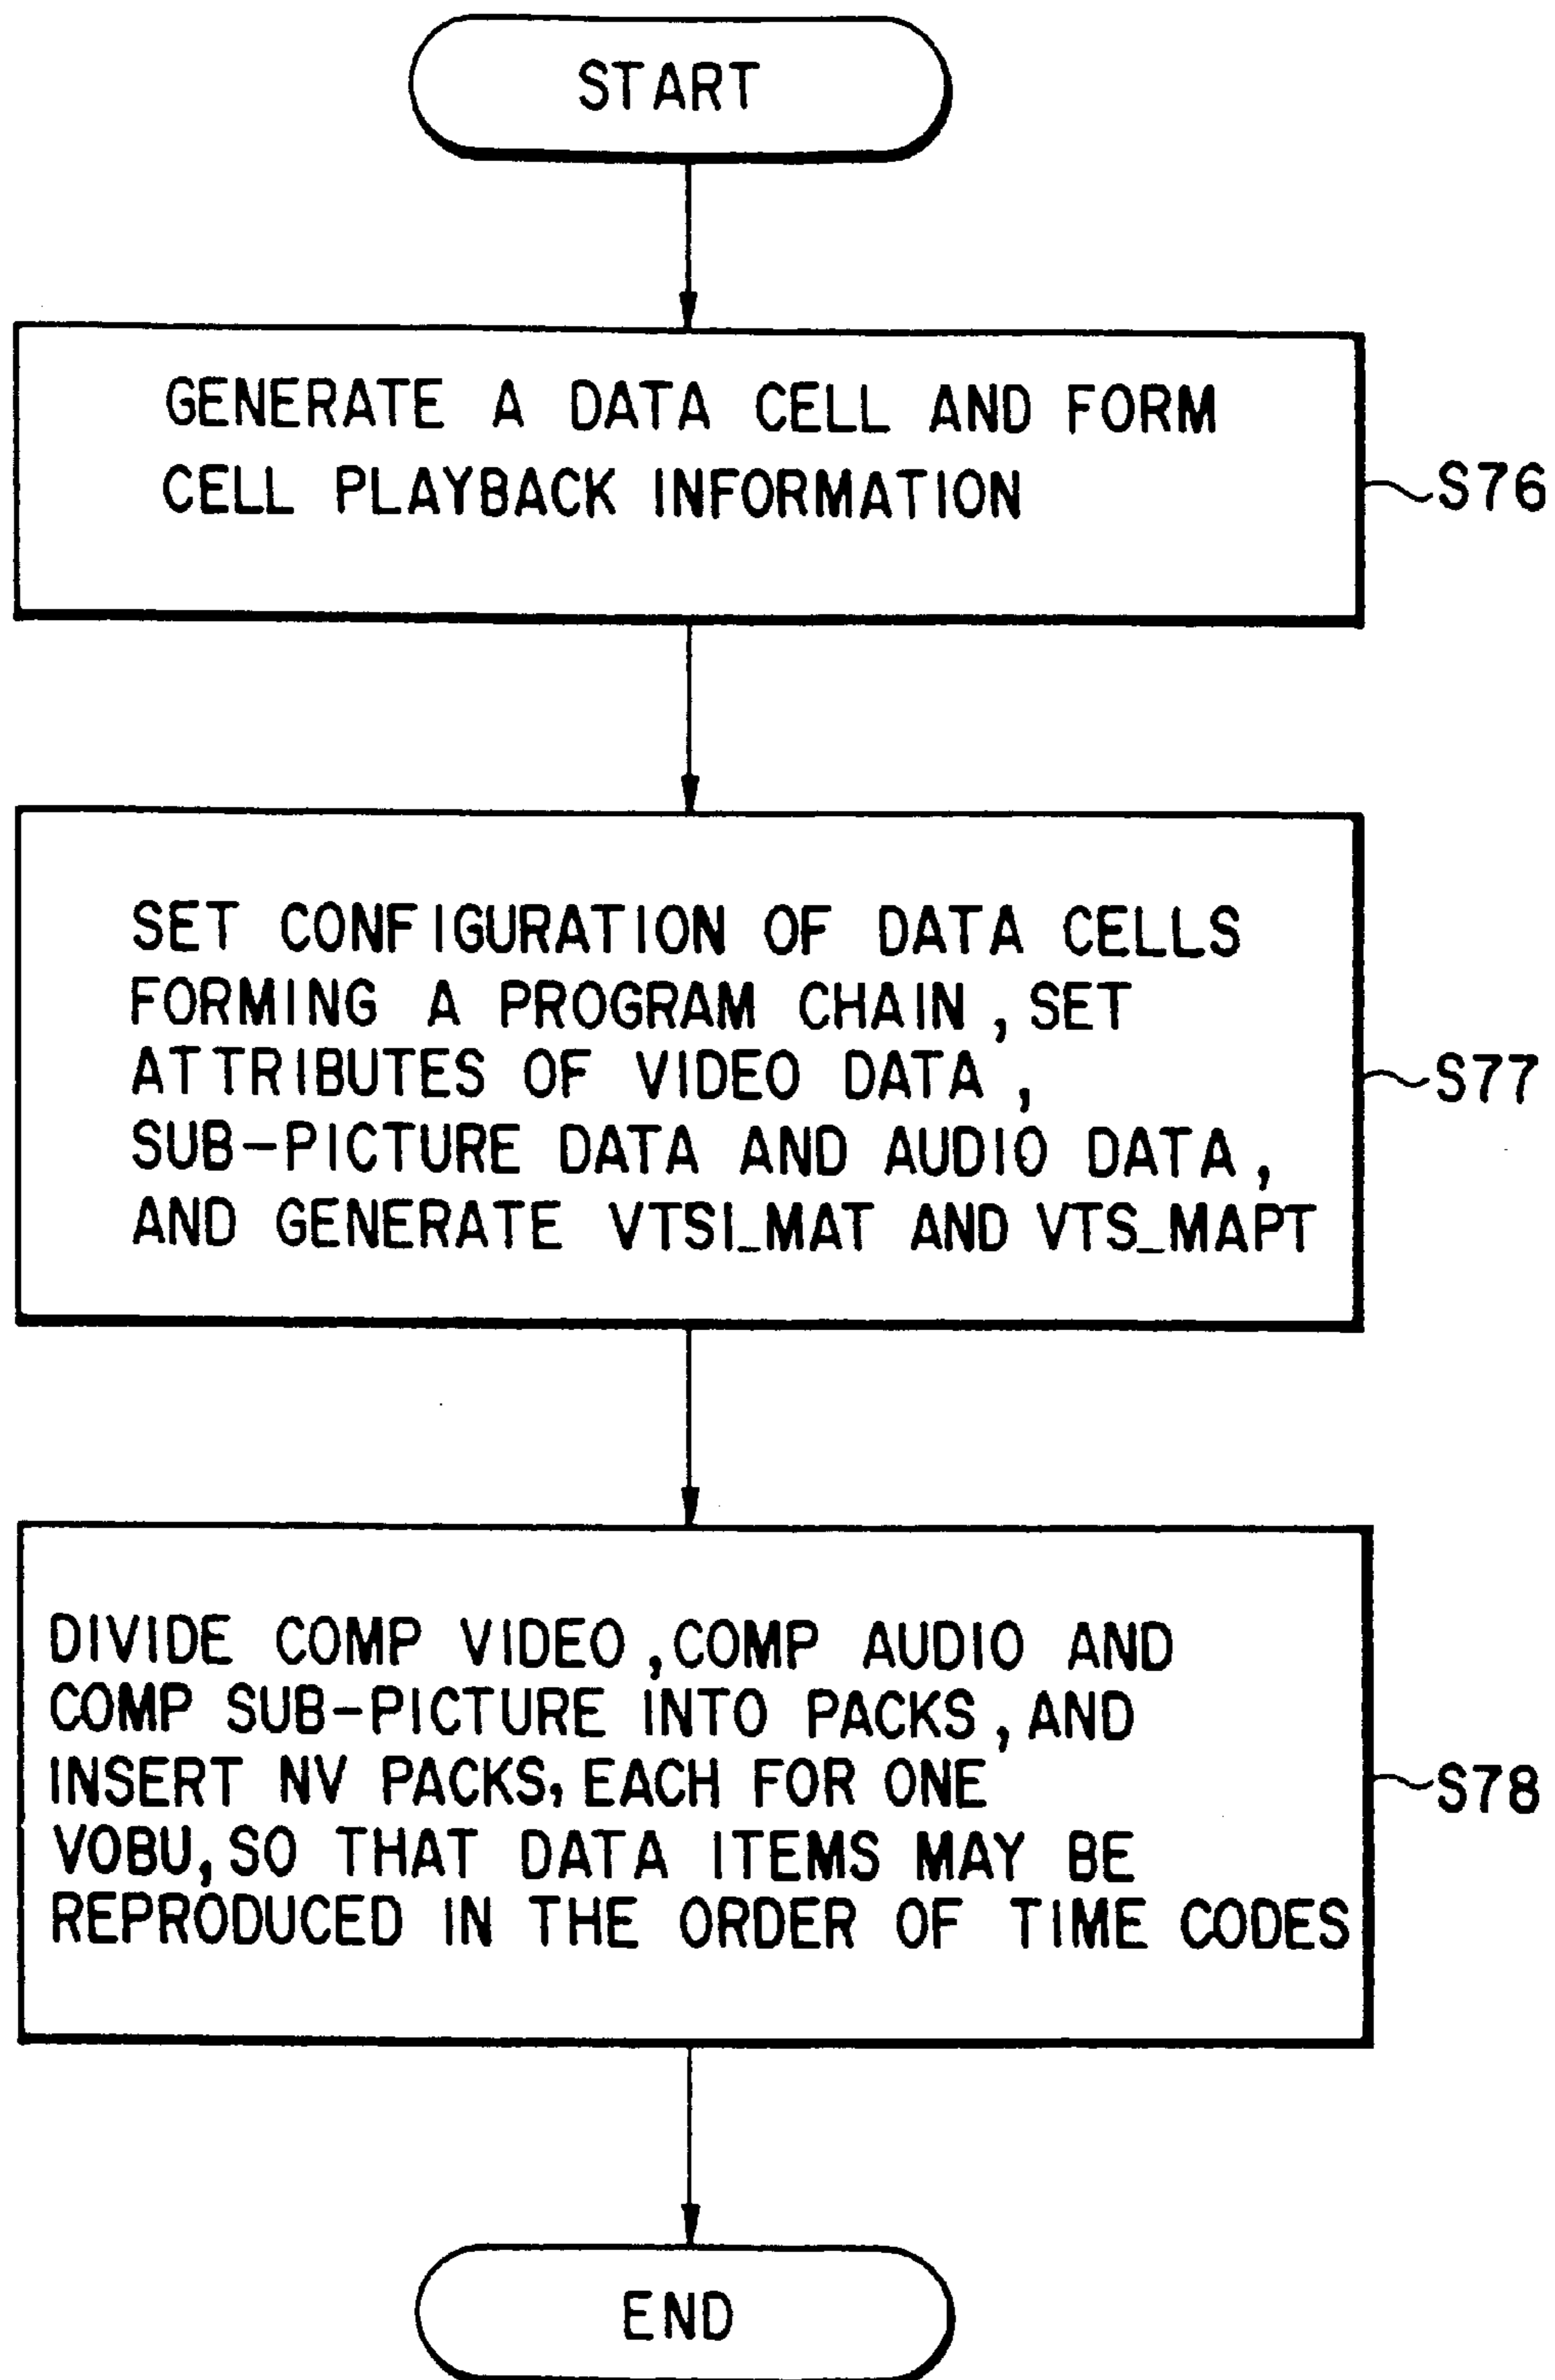 START
GENERATE A DATA CELL AND FORM
CELL PLAYBACK INFORMATION
S76
SET CONFIGURATION OF DATA CELLS
FORMING A PROGRAM CHAIN, SET
ATTRIBUTES OF VIDEO DATA,
SUB-PICTURE DATA AND AUDIO DATA,
AND GENERATE VTSI_MAT AND VTS_MAPT
S77
DIVIDE COMP VIDEO, COMP AUDIO AND
COMP SUB-PICTURE INTO PACKS, AND
INSERT NV PACKS, EACH FOR ONE
VOBU, SO THAT DATA ITEMS MAY BE
REPRODUCED IN THE ORDER OF TIME CODES
S78
END